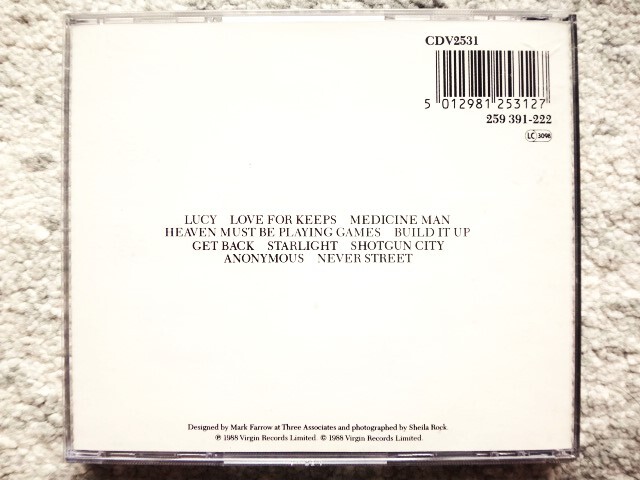 CDV2531
5 012981 253127
259 391-222
LC 3098
LUCY LOVE FOR KEEPS MEDICINE MAN
HEAVEN MUST BE PLAYING GAMES BUILD IT UP
GET BACK STARLIGHT SHOTGUN CITY
ANONYMOUS NEVER STREET
Designed by Mark Farrow at Three Associates and photographed by Sheila Rock.
℗ 1988 Virgin Records Limited. © 1988 Virgin Records Limited.